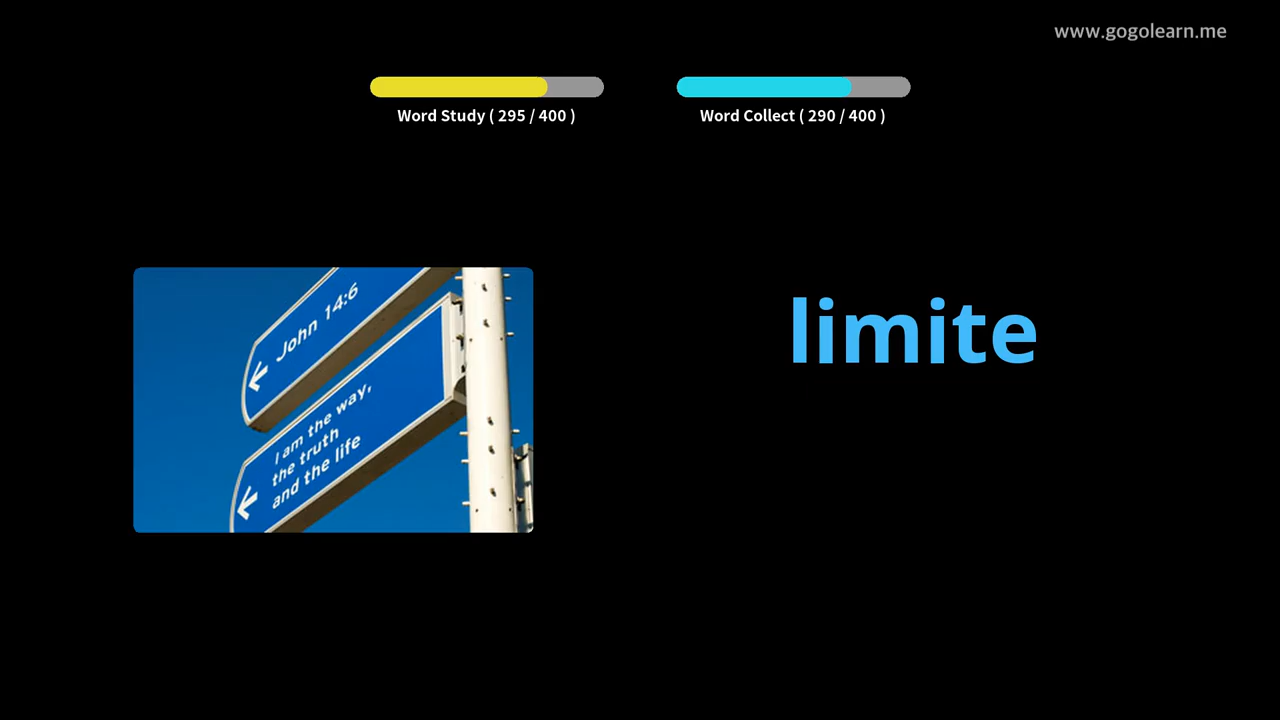 www.gogolearn.me
Word Study ( 295 / 400 )
Word Collect ( 290 / 400 )
John 14:6
I am the way,
the truth
and the life
limite